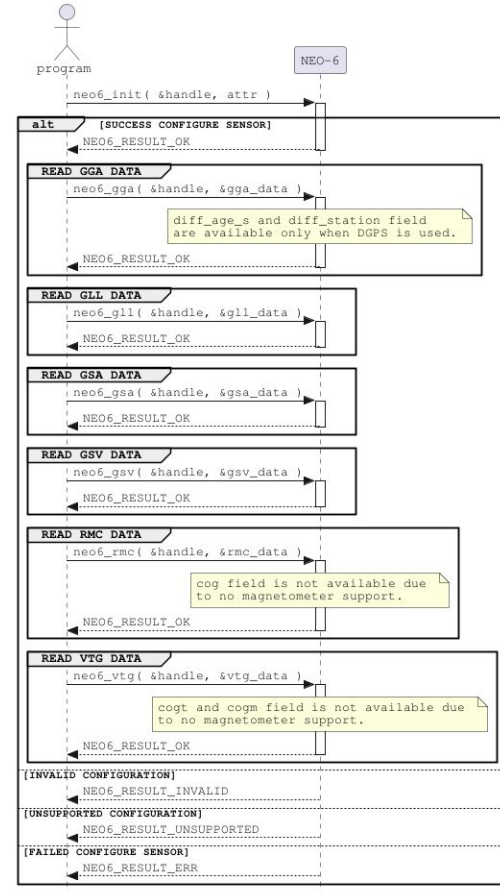 program
NEO-6
neo6_init( &handle, attr )
alt
[SUCCESS CONFIGURE SENSOR]
NEO6_RESULT_OK
READ GGA DATA
neo6_gga( &handle, &gga_data )
diff_age_s and diff_station field
are available only when DGPS is used.
NEO6_RESULT_OK
READ GLL DATA
neo6_gll( &handle, &gll_data )
NEO6_RESULT_OK
READ GSA DATA
neo6_gsa( &handle, &gsa_data )
NEO6_RESULT_OK
READ GSV DATA
neo6_gsv( &handle, &gsv_data )
NEO6_RESULT_OK
READ RMC DATA
neo6_rmc( &handle, &rmc_data )
cog field is not available due
to no magnetometer support.
NEO6_RESULT_OK
READ VTG DATA
neo6_vtg( &handle, &vtg_data )
cogt and cogm field is not available due
to no magnetometer support.
NEO6_RESULT_OK
[INVALID CONFIGURATION]
NEO6_RESULT_INVALID
[UNSUPPORTED CONFIGURATION]
NEO6_RESULT_UNSUPPORTED
[FAILED CONFIGURE SENSOR]
NEO6_RESULT_ERR